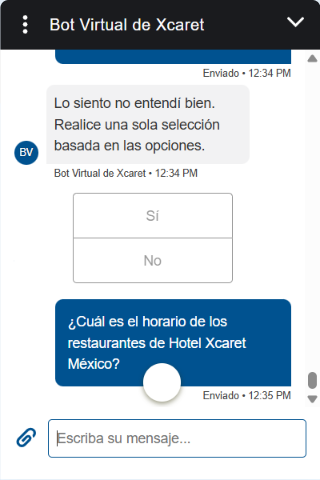 Bot Virtual de Xcaret
Enviado • 12:34 PM
Lo siento no entendí bien.
Realice una sola selección
basada en las opciones.
BV
Bot Virtual de Xcaret • 12:34 PM
Sí
No
¿Cuál es el horario de los
restaurantes de Hotel Xcaret
México?
Enviado • 12:35 PM
Escriba su mensaje...